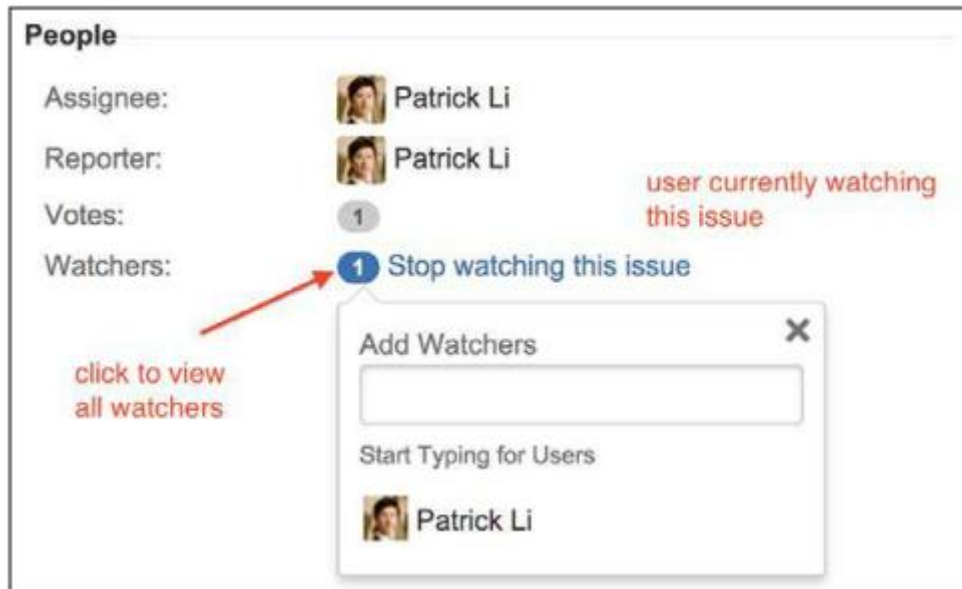 People
Assignee: Patrick Li
Reporter: Patrick Li
user currently watching
this issue
Votes: 1
Watchers: 1 Stop watching this issue
click to view
all watchers
Add Watchers
Start Typing for Users
Patrick Li